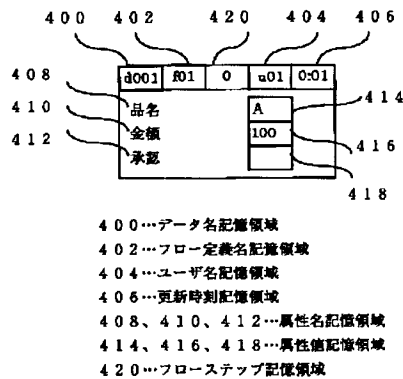 ４００ ４０２ ４２０ ４０４ ４０６
d001 f01 0 u01 0:01
４０８ 品名 A ４１４
４１０ 金額 100 ４１６
４１２ 承認
４１８
４００…データ名記憶領域
４０２…フロー定義名記憶領域
４０４…ユーザ名記憶領域
４０６…更新時刻記憶領域
４０８、４１０、４１２…属性名記憶領域
４１４、４１６、４１８…属性値記憶領域
４２０…フローステップ記憶領域